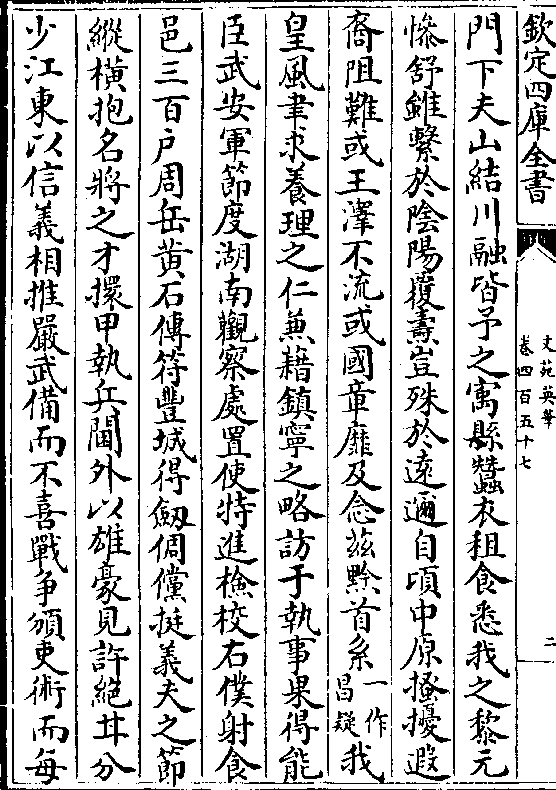 欽定四庫全書
文苑英華
卷四百五十七
二
門下夫山結川融皆予之寓縣蠶衣租食悉我之黎元
慘舒雖繫於陰陽覆燾豈殊於遠邇自頃中原搔擾遐
裔阻難或王澤不流或國章靡及念茲黔首系一作昌疑我
皇風聿求養理之仁兼藉鎮寧之略訪于執事果得能
臣武安軍節度湖南觀察處置使特進檢校右僕射食
邑三百户周岳黄石傳符豐城得劒倜儻挺義夫之節
縱横抱名將之才擐甲執兵閫外以雄豪見許絶甘分
少江東以信義相推嚴武備而不喜戰争頒吏術而每